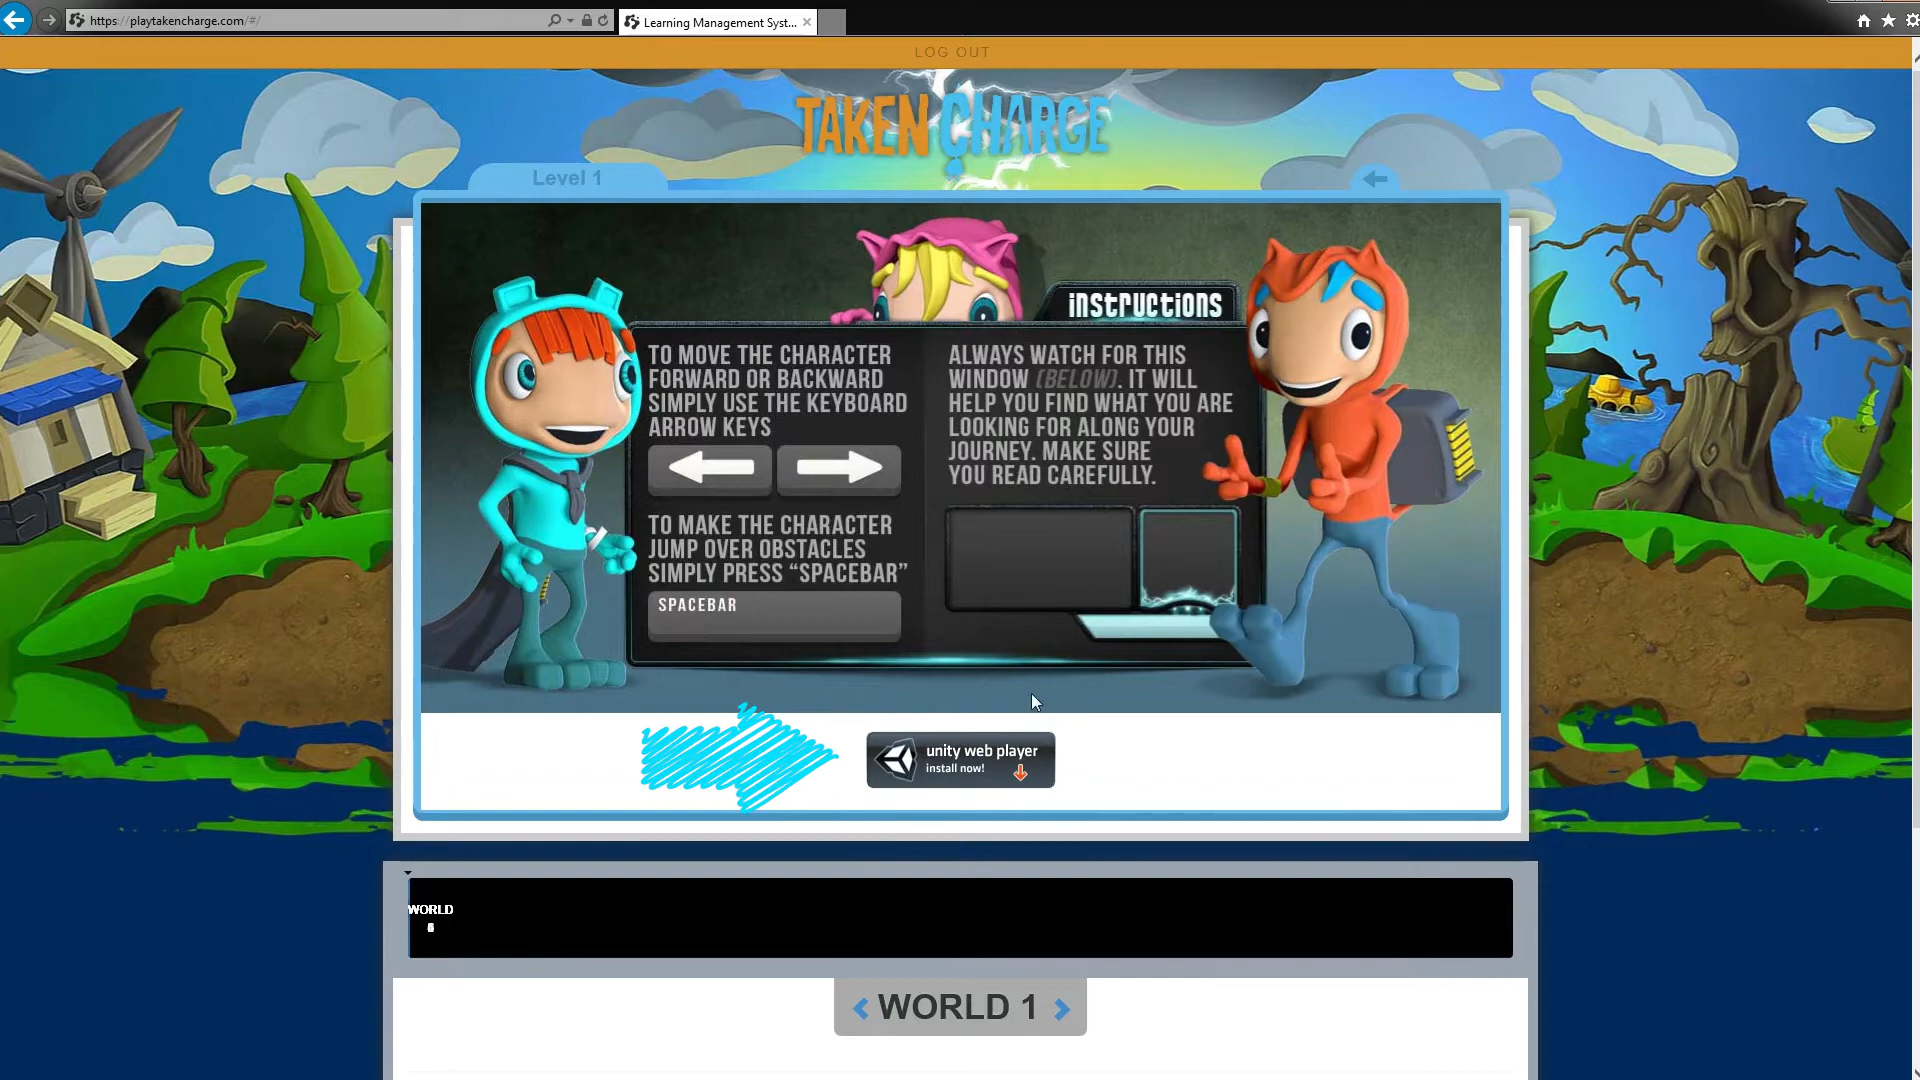 https://playtakencharge.com/#/
Learning Management Syst...
LOG OUT
TAKEN CHARGE
Level 1
instructions
TO MOVE THE CHARACTER
FORWARD OR BACKWARD
SIMPLY USE THE KEYBOARD
ARROW KEYS
TO MAKE THE CHARACTER
JUMP OVER OBSTACLES
SIMPLY PRESS “SPACEBAR”
SPACEBAR
ALWAYS WATCH FOR THIS
WINDOW (BELOW). IT WILL
HELP YOU FIND WHAT YOU ARE
LOOKING FOR ALONG YOUR
JOURNEY. MAKE SURE
YOU READ CAREFULLY.
unity web player
install now!
WORLD
WORLD 1